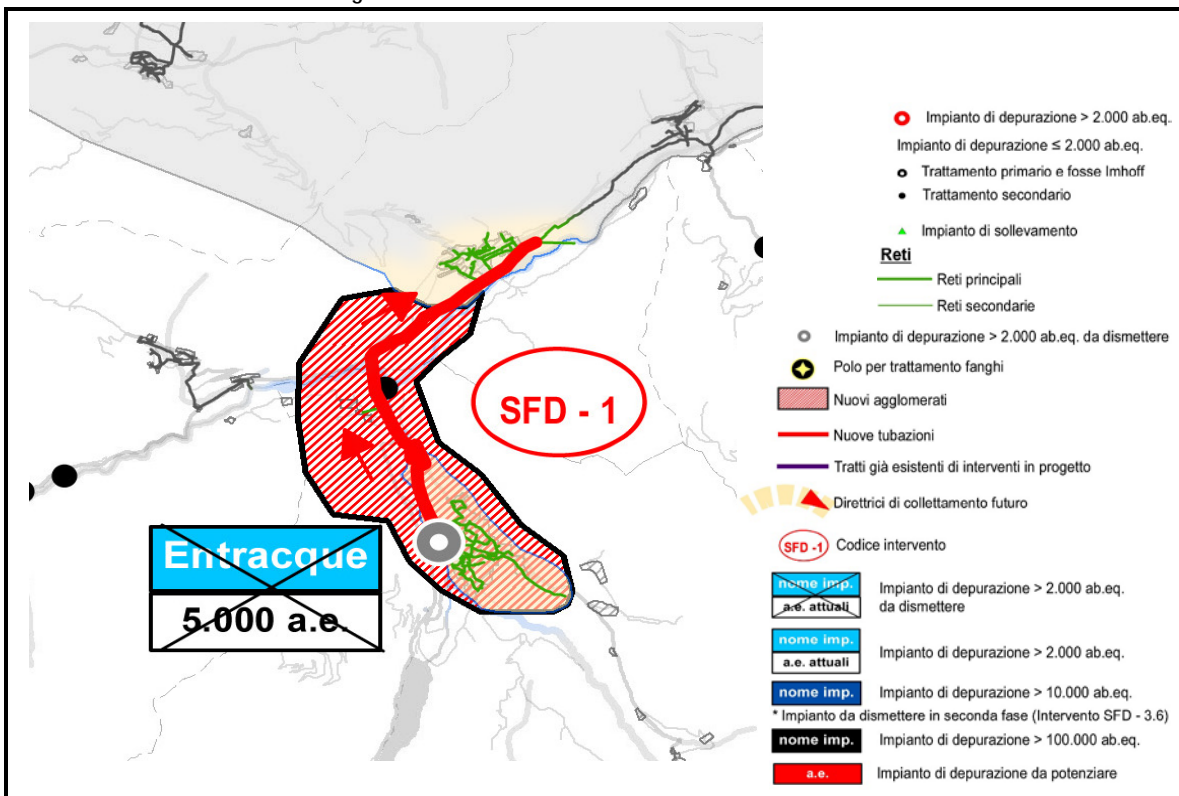 SFD - 1
Entracque
5.000 a.e.
Impianto di depurazione > 2.000 ab.eq.
Impianto di depurazione ≤ 2.000 ab.eq.
Trattamento primario e fosse Imhoff
Trattamento secondario
Impianto di sollevamento
Reti
Reti principali
Reti secondarie
Impianto di depurazione > 2.000 ab.eq. da dismettere
Polo per trattamento fanghi
Nuovi agglomerati
Nuove tubazioni
Tratti già esistenti di interventi in progetto
Direttrici di collettamento futuro
SFD -1 Codice intervento
nome imp.
a.e. attuali
Impianto di depurazione > 2.000 ab.eq.
da dismettere
nome imp.
a.e. attuali
Impianto di depurazione > 2.000 ab.eq.
nome imp. Impianto di depurazione > 10.000 ab.eq.
* Impianto da dismettere in seconda fase (Intervento SFD - 3.6)
nome imp. Impianto di depurazione > 100.000 ab.eq.
a.e. Impianto di depurazione da potenziare